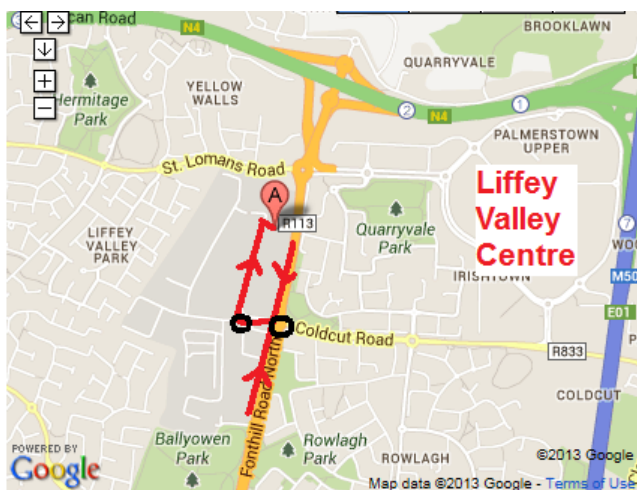 can Road
N4
BROOKLAWN
QUARRYVALE
YELLOW
WALLS
Hermitage
Park
2
N4
1
PALMERSTOWN
UPPER
St. Lomans Road
Liffey
Valley
Centre
A
R113
LIFFEY
VALLEY
PARK
Quarryvale
Park
7
IRISHTOWN
M50
E01
Coldcut Road
R833
Fonthill Road North
COLDCUT
Ballyowen
Park
Rowlagh
Park
ROWLAGH
POWERED BY
Google
©2013 Google
Map data ©2013 Google - Terms of Use